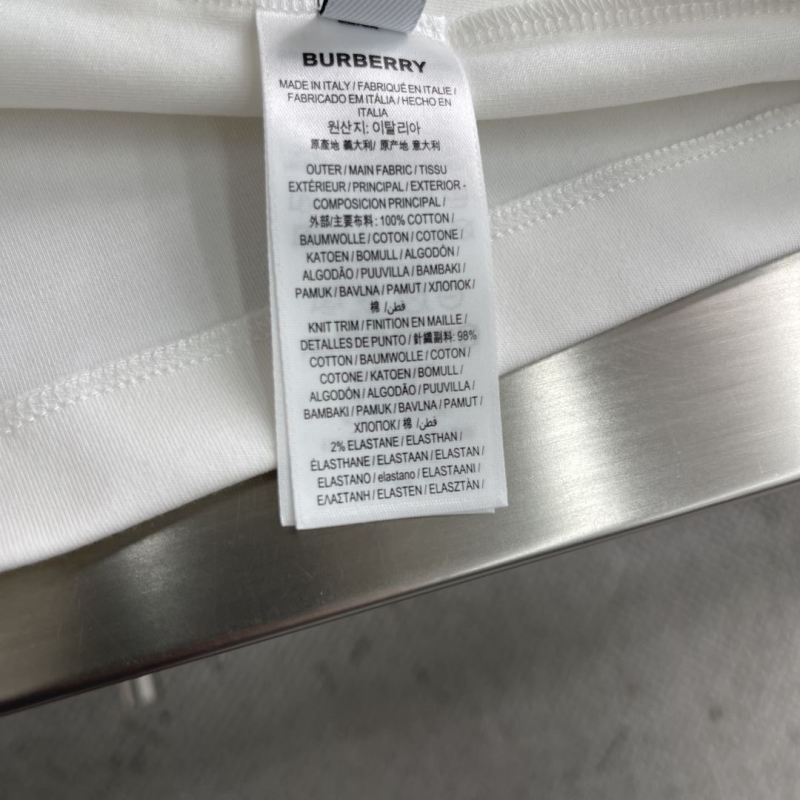 BURBERRY
MADE IN ITALY / FABRIQUÉ EN ITALIE /
FABRICADO EM ITÁLIA / HECHO EN
ITALIA
원산지: 이탈리아
原產地 義大利/ 原产地 意大利
OUTER / MAIN FABRIC / TISSU
EXTÉRIEUR / PRINCIPAL / EXTERIOR -
COMPOSICION PRINCIPAL /
外部/主要布料: 100% COTTON /
BAUMWOLLE / COTON / COTONE /
KATOEN / BOMULL / ALGODÓN /
ALGODÃO / PUUVILLA / BAMBAKI /
PAMUK / BAVLNA / PAMUT / ХЛОПОК /
棉 /قطن
KNIT TRIM / FINITION EN MAILLE /
DETALLES DE PUNTO / 針織副料: 98%
COTTON / BAUMWOLLE / COTON /
COTONE / KATOEN / BOMULL /
ALGODÓN / ALGODÃO / PUUVILLA /
BAMBAKI / PAMUK / BAVLNA / PAMUT /
ХЛОПОК / 棉 /قطن
2% ELASTANE / ELASTHAN /
ÉLASTHANE / ELASTAAN / ELASTAN /
ELASTANO / elastano / ELASTAANI /
ΕΛΑΣΤΑΝΗ / ELASTEN / ELASZTÁN /